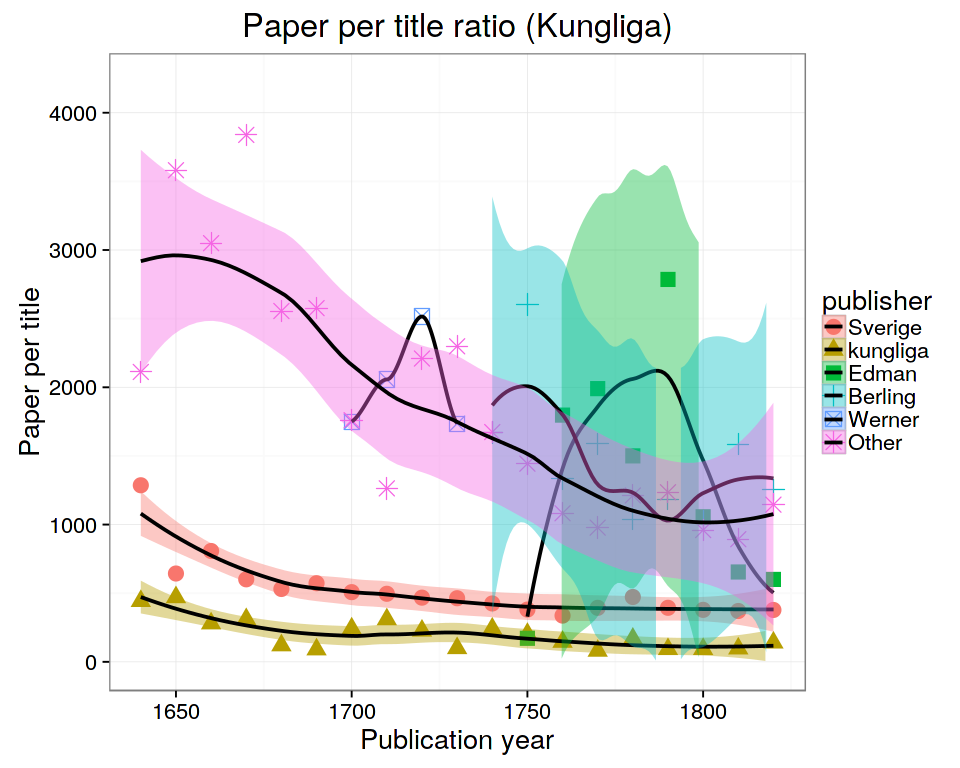 Paper per title ratio (Kungliga)
Paper per title
4000
3000
2000
1000
0
1650
1700
1750
1800
Publication year
publisher
Sverige
kungliga
Edman
Berling
Werner
Other